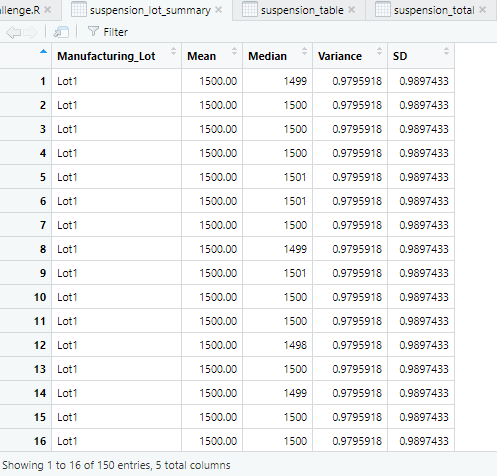 allenge.R × suspension_lot_summary × suspension_table × suspension_total ×
Filter
Manufacturing_Lot Mean Median Variance SD
1 Lot1 1500.00 1499 0.9795918 0.9897433
2 Lot1 1500.00 1500 0.9795918 0.9897433
3 Lot1 1500.00 1500 0.9795918 0.9897433
4 Lot1 1500.00 1500 0.9795918 0.9897433
5 Lot1 1500.00 1501 0.9795918 0.9897433
6 Lot1 1500.00 1501 0.9795918 0.9897433
7 Lot1 1500.00 1500 0.9795918 0.9897433
8 Lot1 1500.00 1499 0.9795918 0.9897433
9 Lot1 1500.00 1501 0.9795918 0.9897433
10 Lot1 1500.00 1500 0.9795918 0.9897433
11 Lot1 1500.00 1500 0.9795918 0.9897433
12 Lot1 1500.00 1498 0.9795918 0.9897433
13 Lot1 1500.00 1500 0.9795918 0.9897433
14 Lot1 1500.00 1499 0.9795918 0.9897433
15 Lot1 1500.00 1500 0.9795918 0.9897433
16 Lot1 1500.00 1500 0.9795918 0.9897433
Showing 1 to 16 of 150 entries, 5 total columns